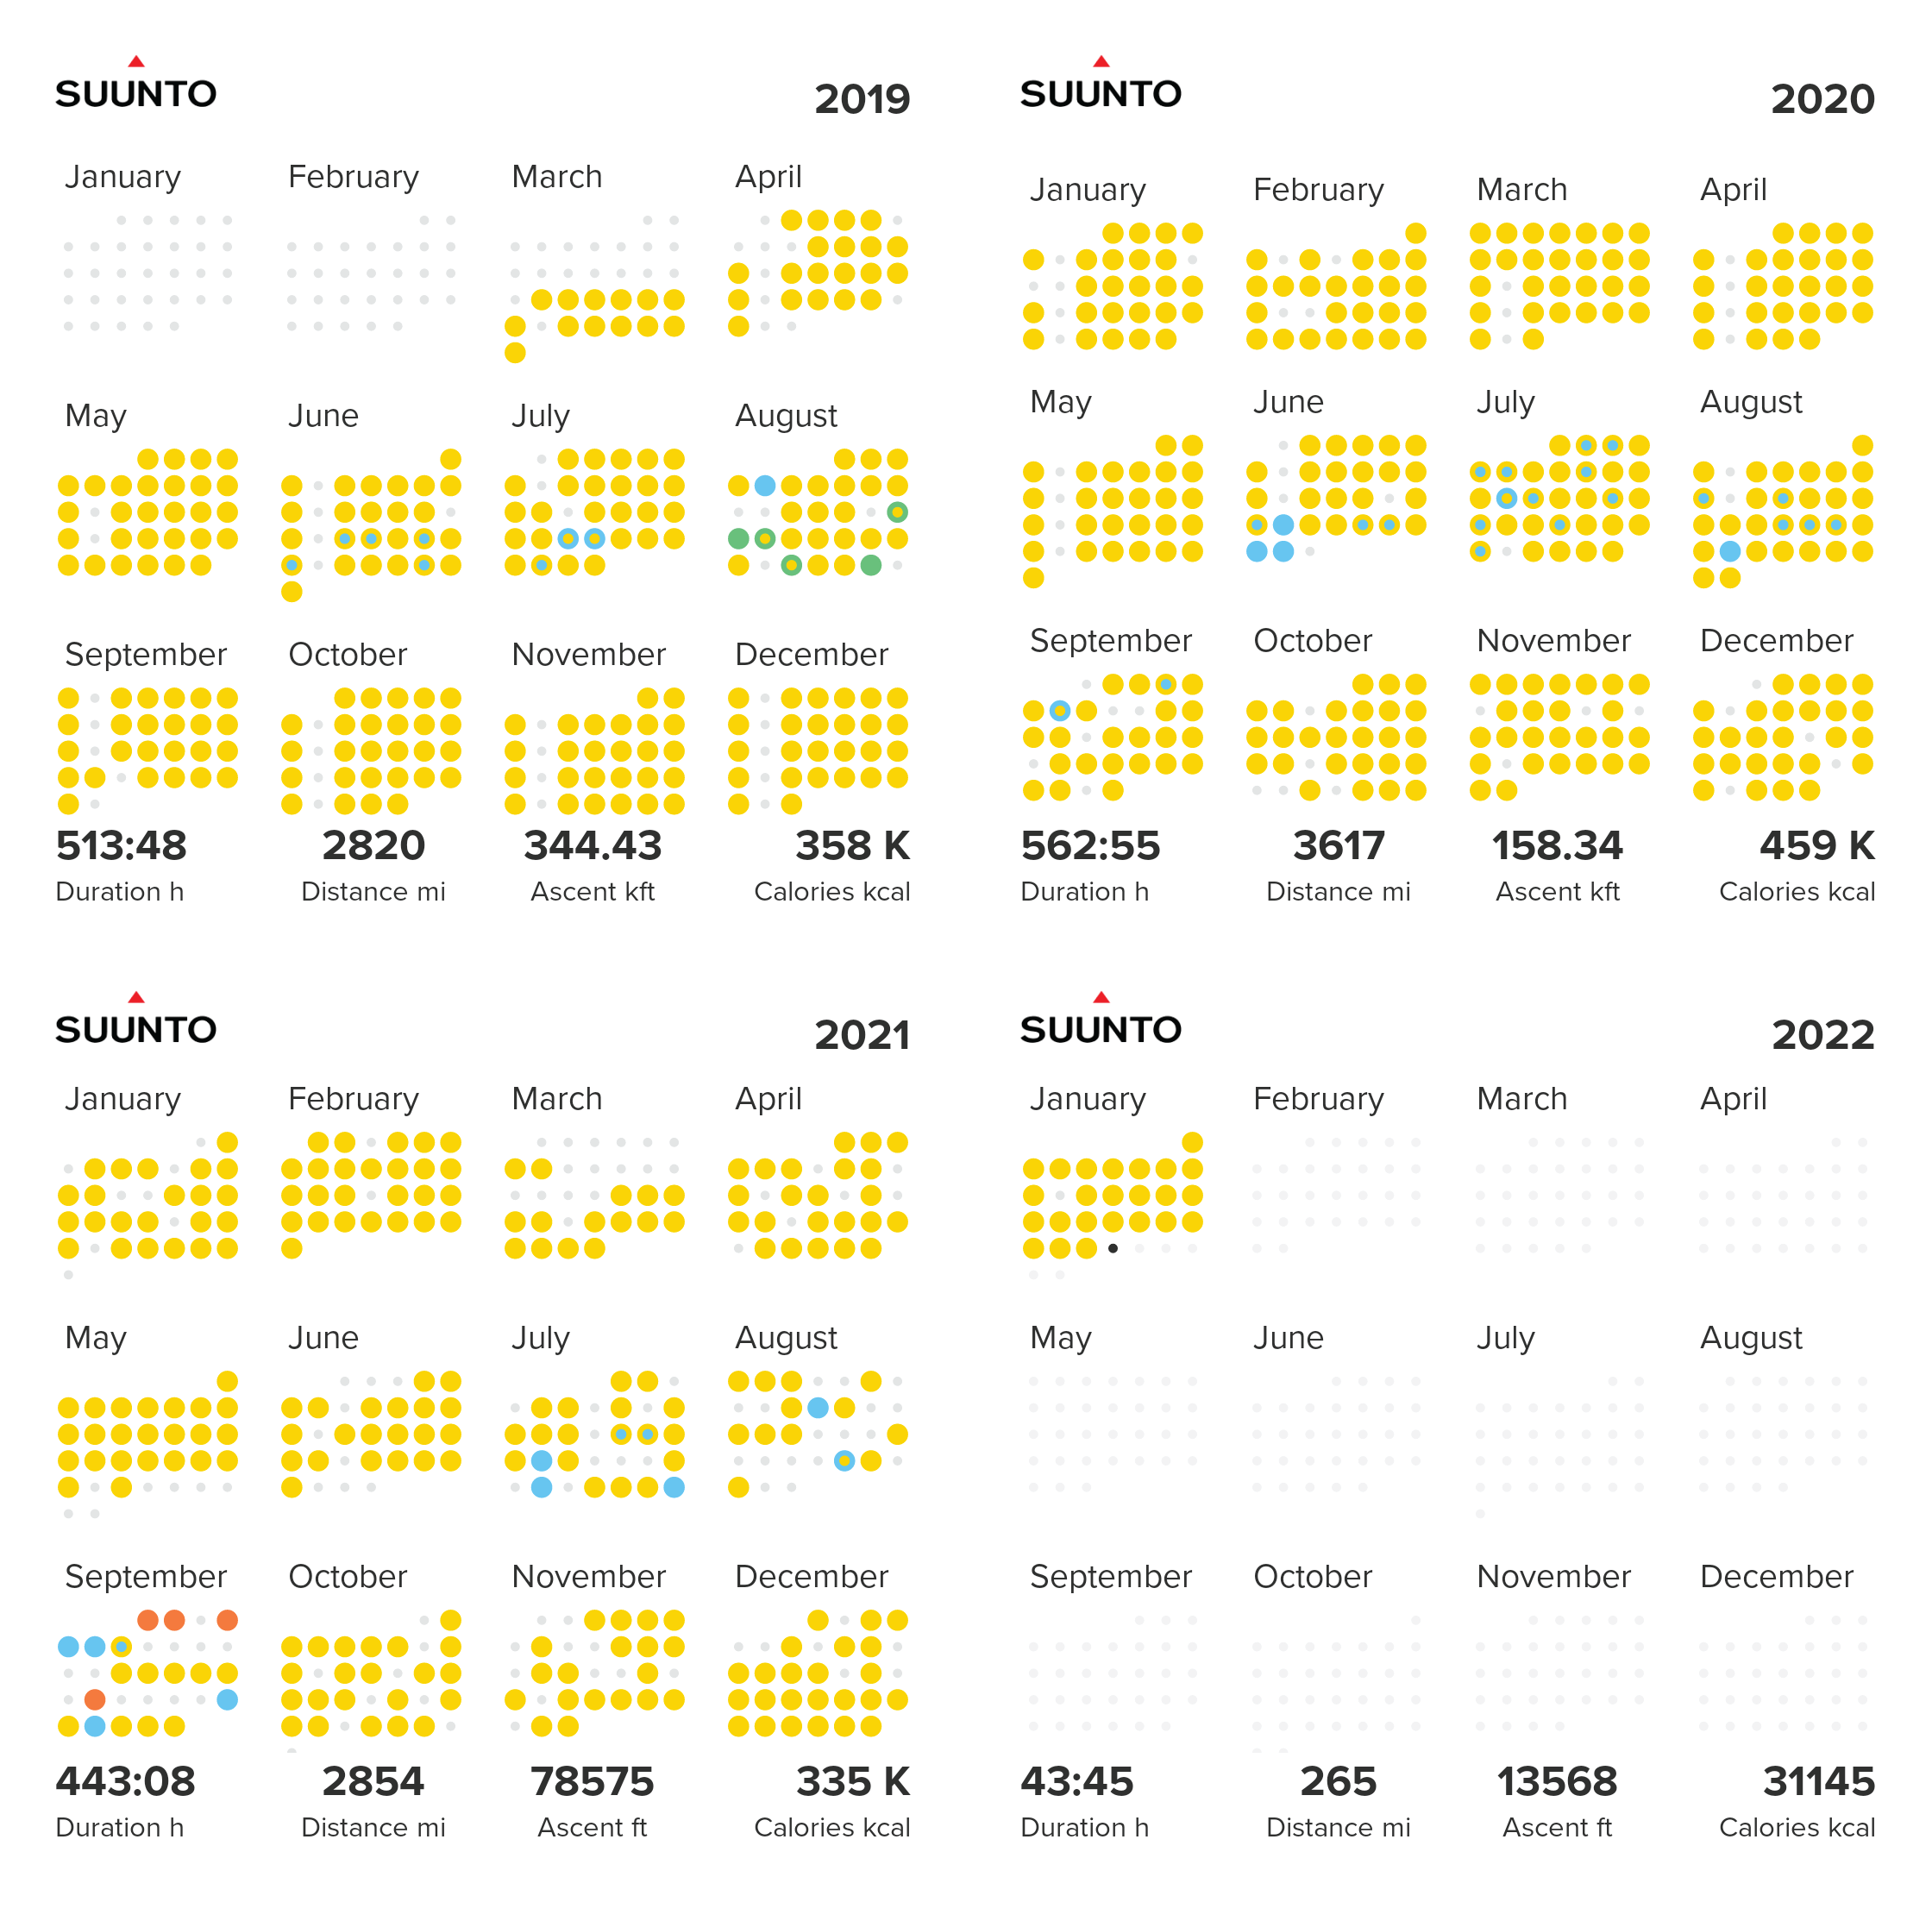 SUUNTO
2019
January February March April
May June July August
September October November December
513:48 2820 344.43 358 K
Duration h Distance mi Ascent kft Calories kcal
SUUNTO
2020
January February March April
May June July August
September October November December
562:55 3617 158.34 459 K
Duration h Distance mi Ascent kft Calories kcal
SUUNTO
2021
January February March April
May June July August
September October November December
443:08 2854 78575 335 K
Duration h Distance mi Ascent ft Calories kcal
SUUNTO
2022
January February March April
May June July August
September October November December
43:45 265 13568 31145
Duration h Distance mi Ascent ft Calories kcal